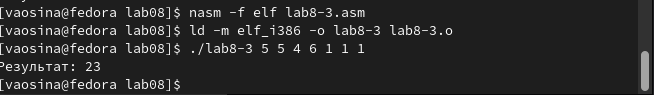 [vaosina@fedora lab08]$ nasm -f elf lab8-3.asm
[vaosina@fedora lab08]$ ld -m elf_i386 -o lab8-3 lab8-3.o
[vaosina@fedora lab08]$ ./lab8-3 5 5 4 6 1 1 1
Результат: 23
[vaosina@fedora lab08]$